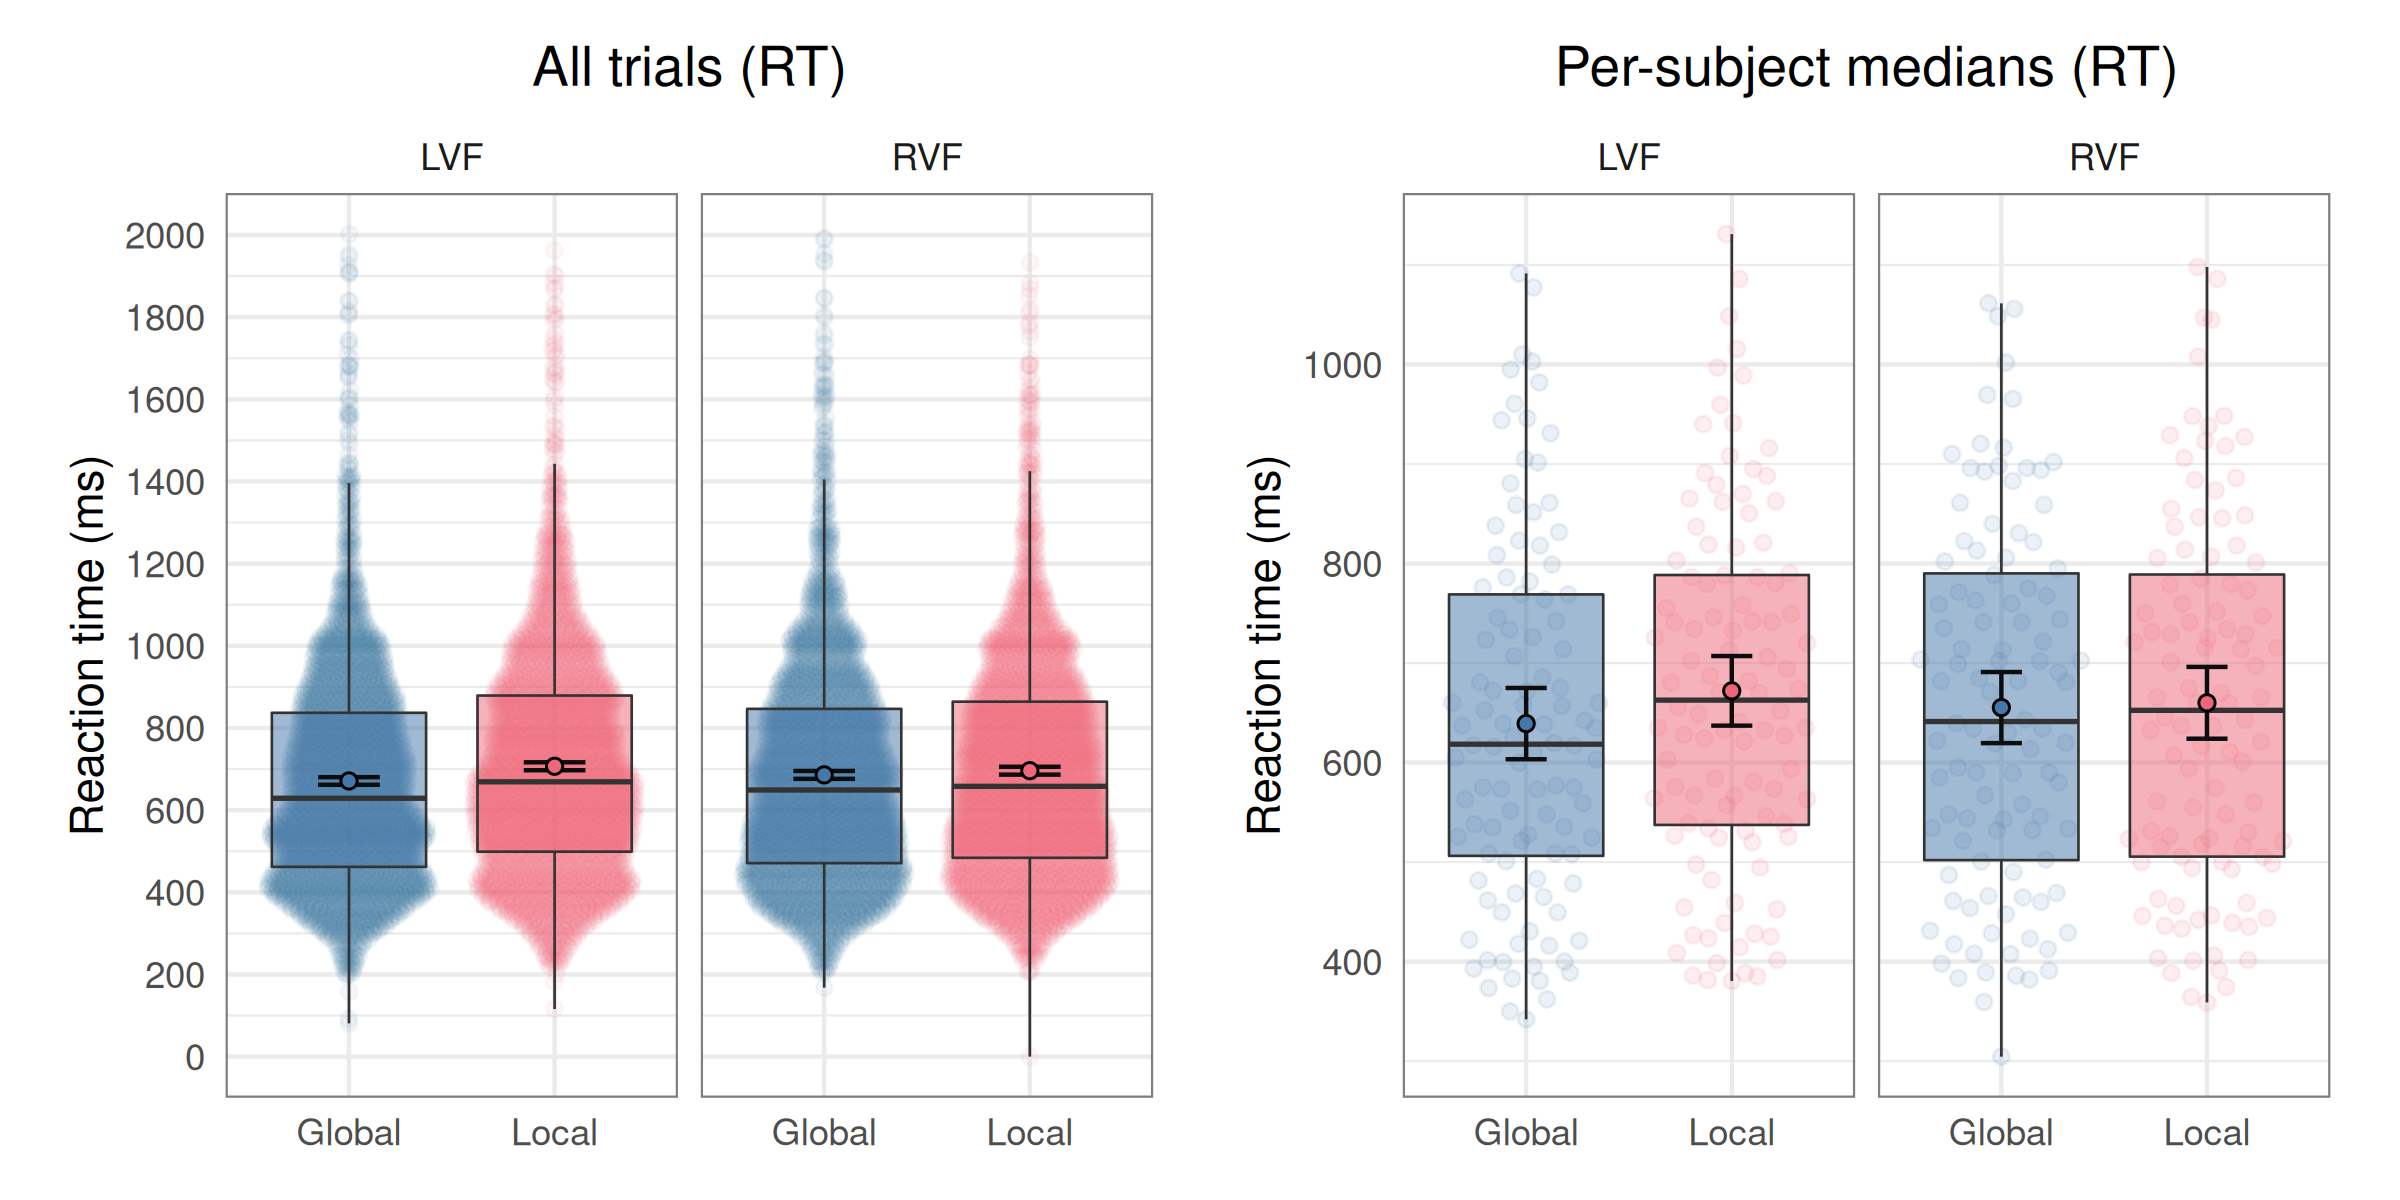 All trials (RT)
LVF
RVF
Reaction time (ms)
2000
1800
1600
1400
1200
1000
800
600
400
200
0
Global
Local
Global
Local
Per-subject medians (RT)
LVF
RVF
Reaction time (ms)
1000
800
600
400
Global
Local
Global
Local